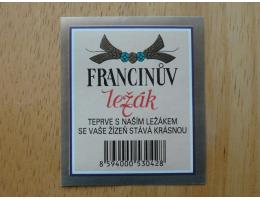 FRANCINŮV
ležák
TEPRVE S NAŠÍM LEŽÁKEM
SE VAŠE ŽÍZEŇ STÁVÁ KRÁSNOU
8 594000 530428